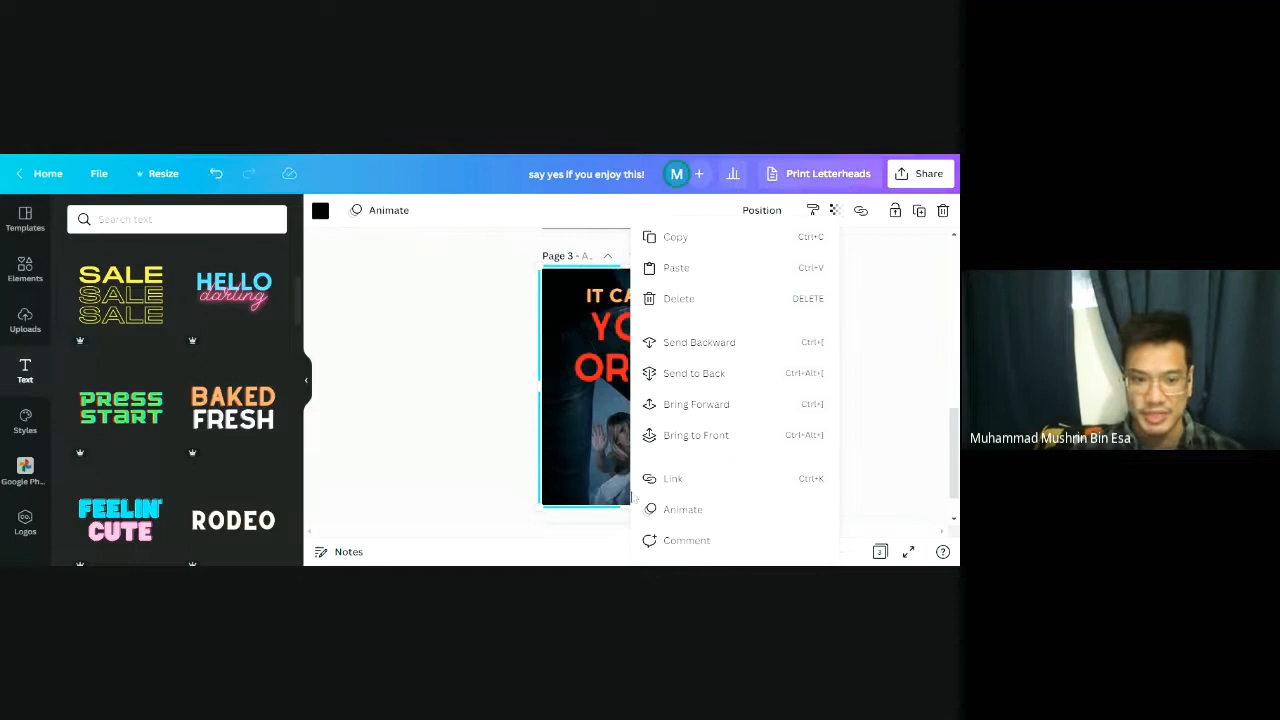 Home
File
Resize
say yes if you enjoy this!
M
Print Letterheads
Share
Templates
Elements
Uploads
Text
Styles
Google Ph...
Logos
Search text
SALE
SALE
SALE
HELLO
darling
PRESS
START
BAKED
FRESH
FEELIN'
CUTE
RODEO
Animate
Position
Page 3 - A..
IT CA
YO
OR
Copy Ctrl+C
Paste Ctrl+V
Delete DELETE
Send Backward Ctrl+[
Send to Back Ctrl+Alt+[
Bring Forward Ctrl+]
Bring to Front Ctrl+Alt+]
Link Ctrl+K
Animate
Comment
Notes
3
Muhammad Mushrin Bin Esa